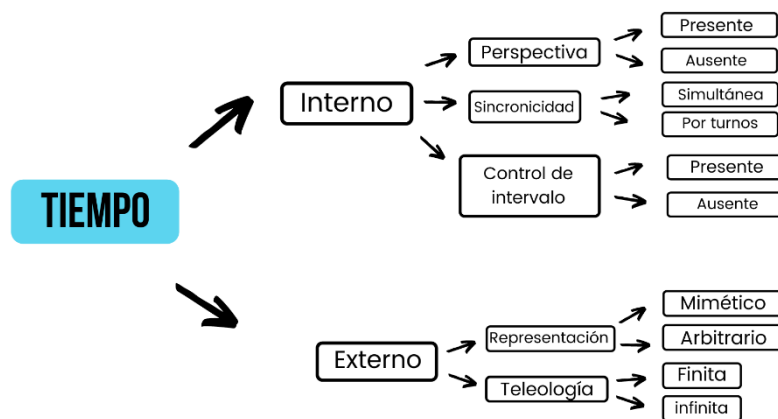 TIEMPO
Interno
Perspectiva
Presente
Ausente
Sincronicidad
Simultánea
Por turnos
Control de
intervalo
Presente
Ausente
Externo
Representación
Mimético
Arbitrario
Teleología
Finita
infinita